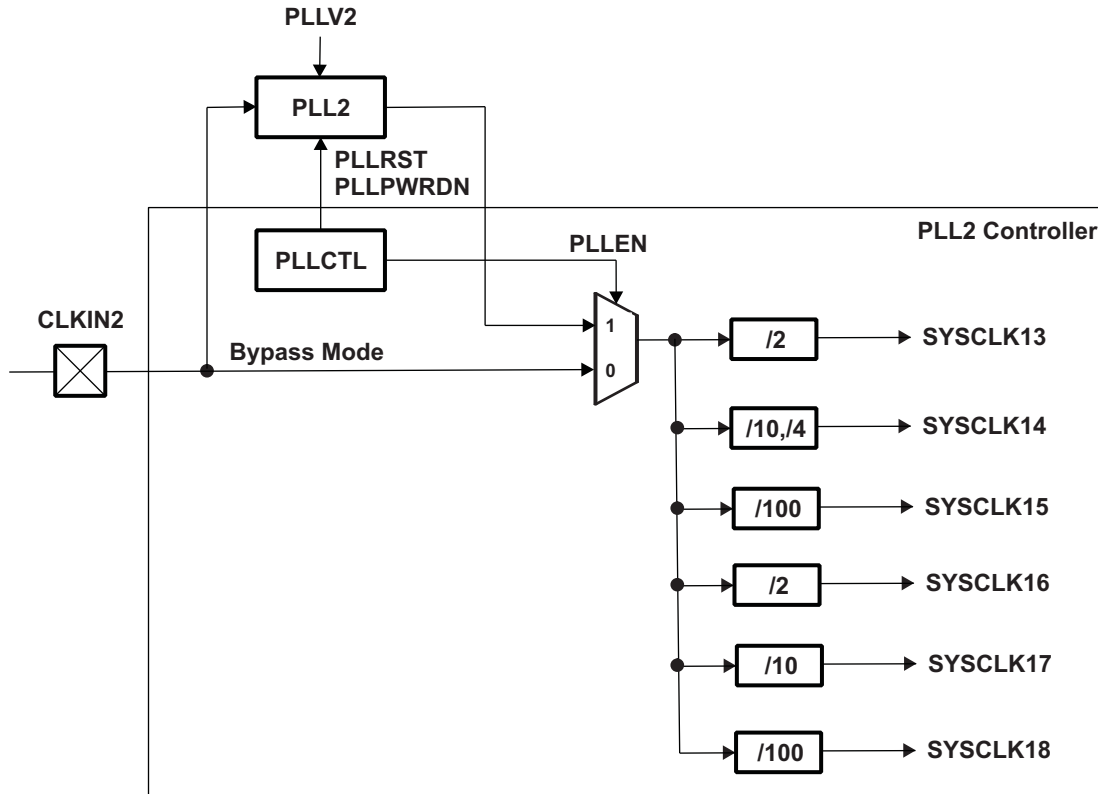 PLLV2
PLL2
PLLRST
PLLPWRDN
PLL2 Controller
PLLCTL
PLLEN
CLKIN2
Bypass Mode
1
0
/2
SYSCLK13
/10,/4
SYSCLK14
/100
SYSCLK15
/2
SYSCLK16
/10
SYSCLK17
/100
SYSCLK18